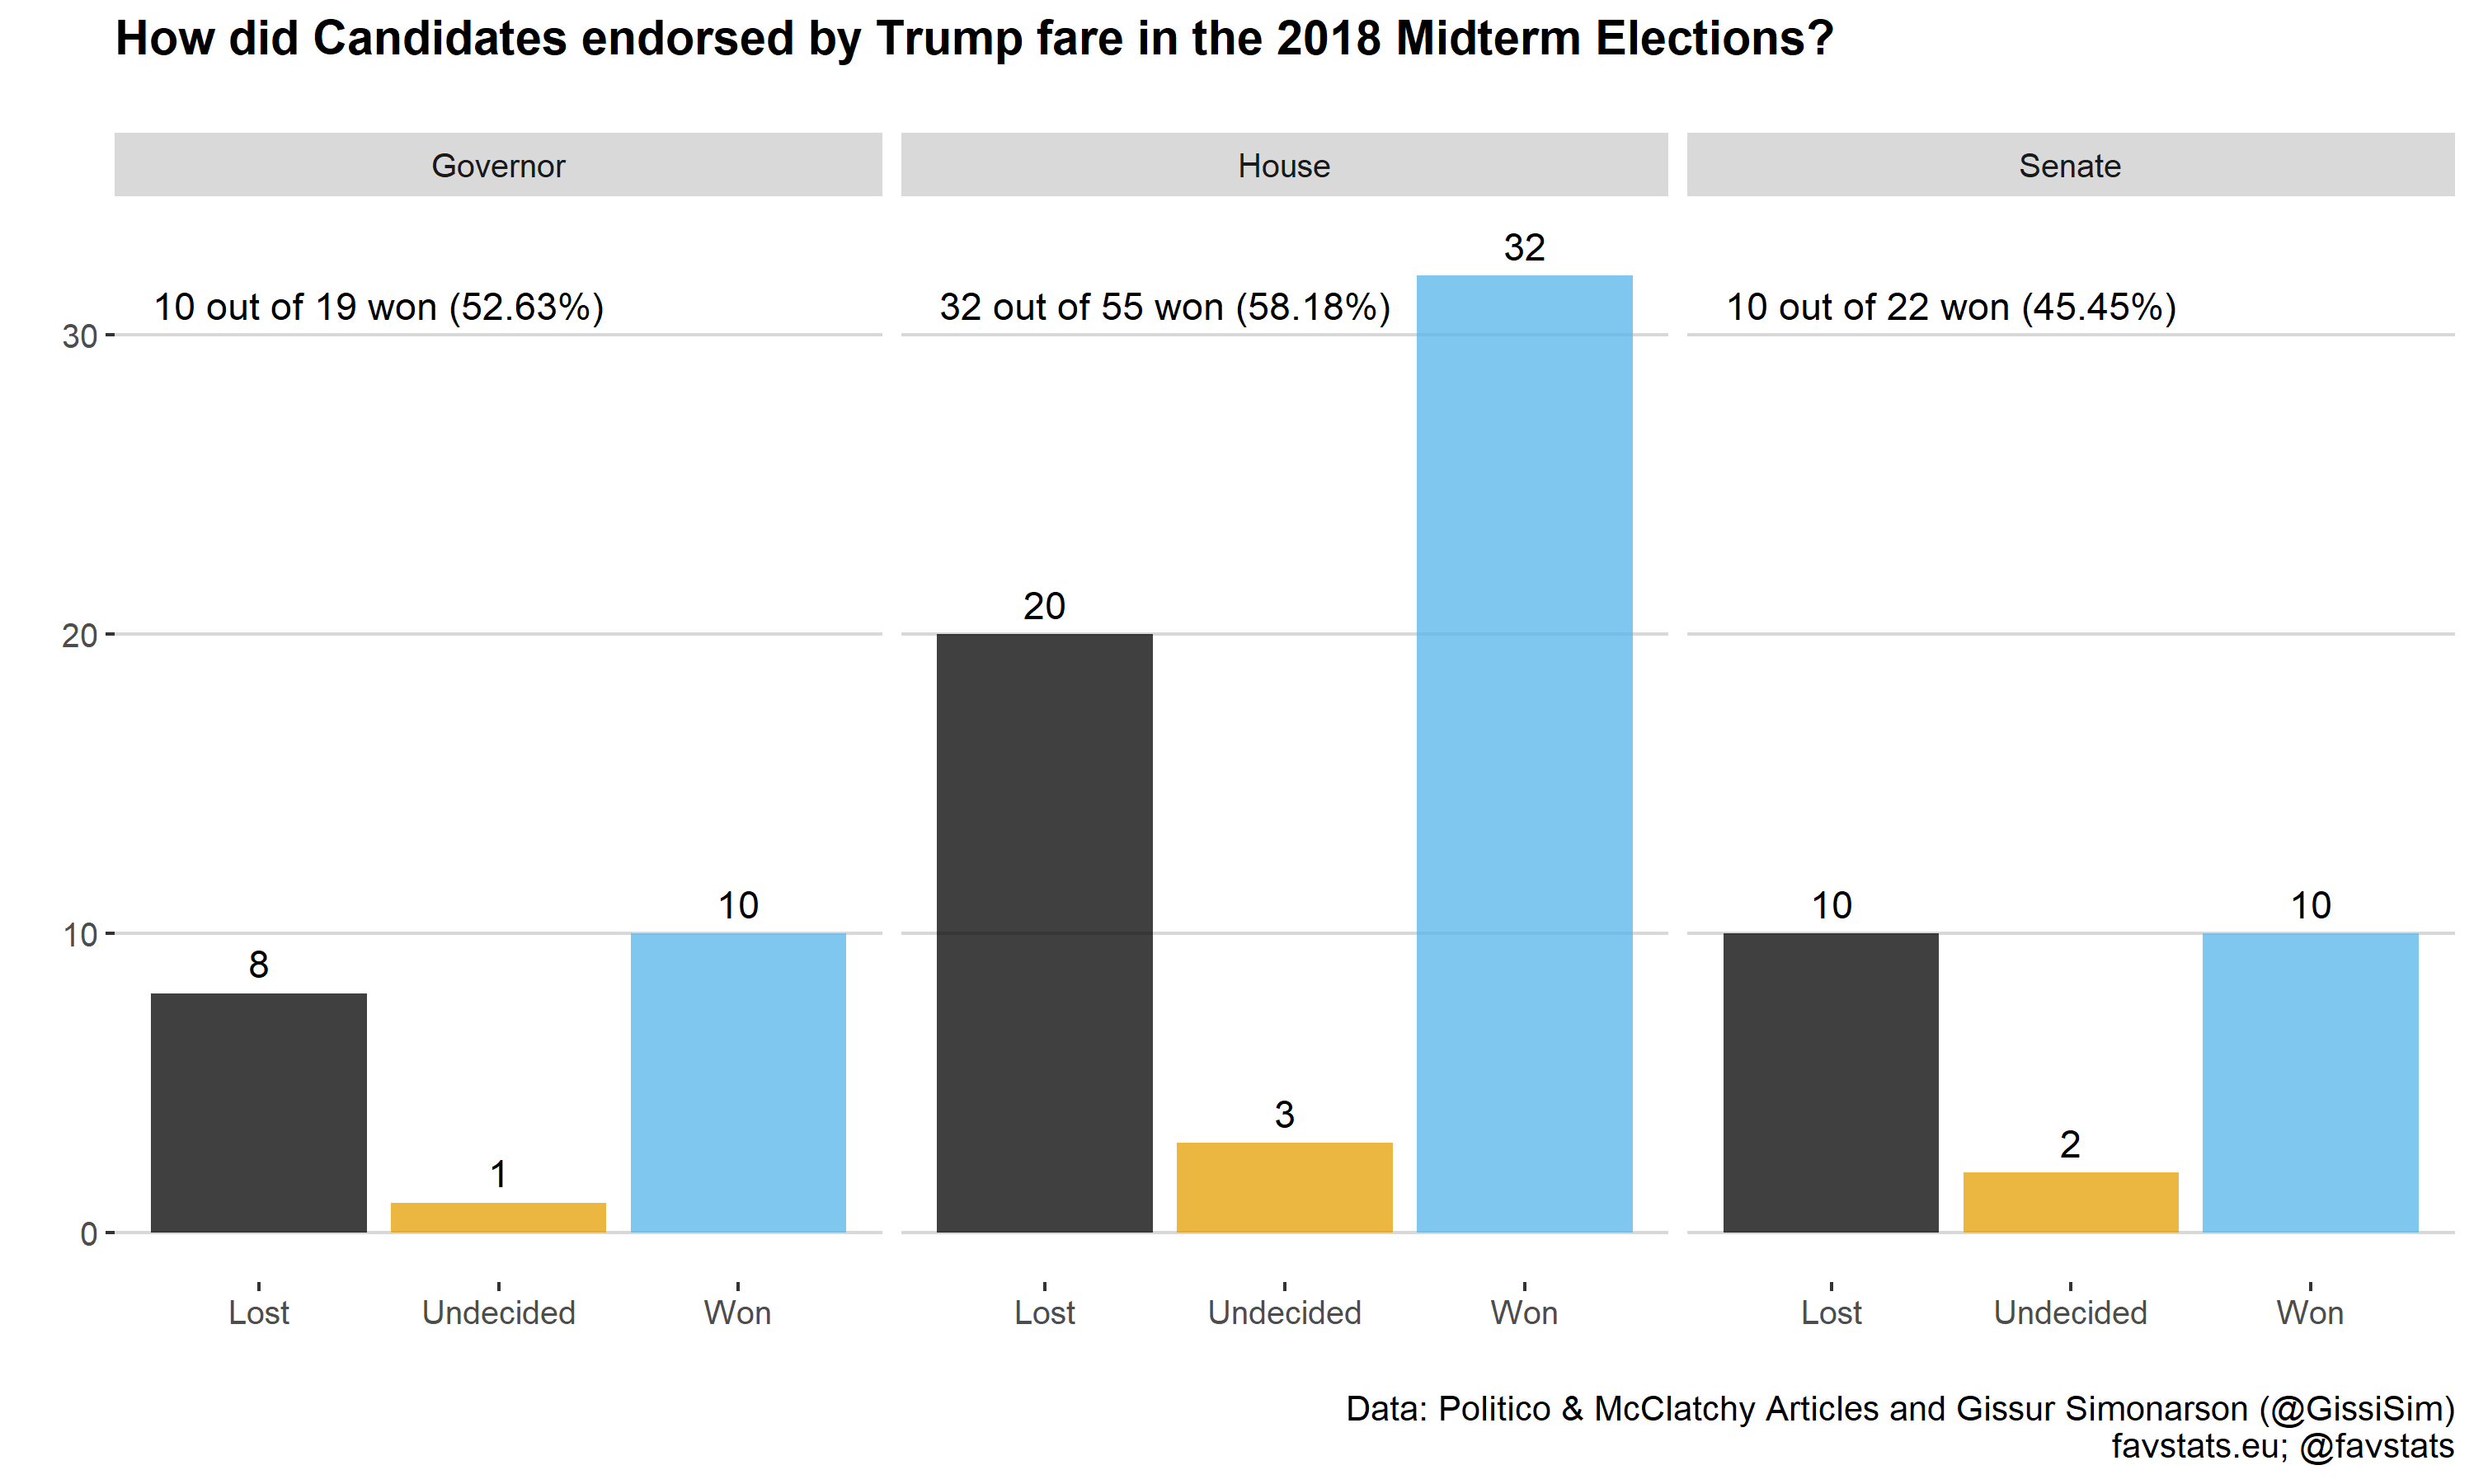 How did Candidates endorsed by Trump fare in the 2018 Midterm Elections?
Governor
House
Senate
32
10 out of 19 won (52.63%)
32 out of 55 won (58.18%)
10 out of 22 won (45.45%)
30
20
20
10
10
10
10
8
3
2
1
0
Lost
Undecided
Won
Lost
Undecided
Won
Lost
Undecided
Won
Data: Politico & McClatchy Articles and Gissur Simonarson (@GissiSim)
favstats.eu; @favstats